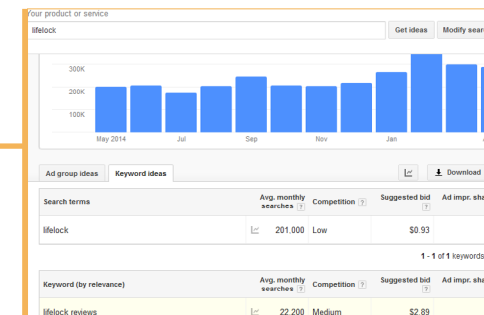 Your product or service
lifelock
Get ideas
Modify sear
300K
200K
100K
May 2014 Jul Sep Nov Jan
Ad group ideas Keyword ideas Download
Search terms Avg. monthly searches ? Competition ? Suggested bid ? Ad impr. sha
lifelock 201,000 Low $0.93
1 - 1 of 1 keywords
Keyword (by relevance) Avg. monthly searches ? Competition ? Suggested bid ? Ad impr. sha
lifelock reviews 22,200 Medium $2.89